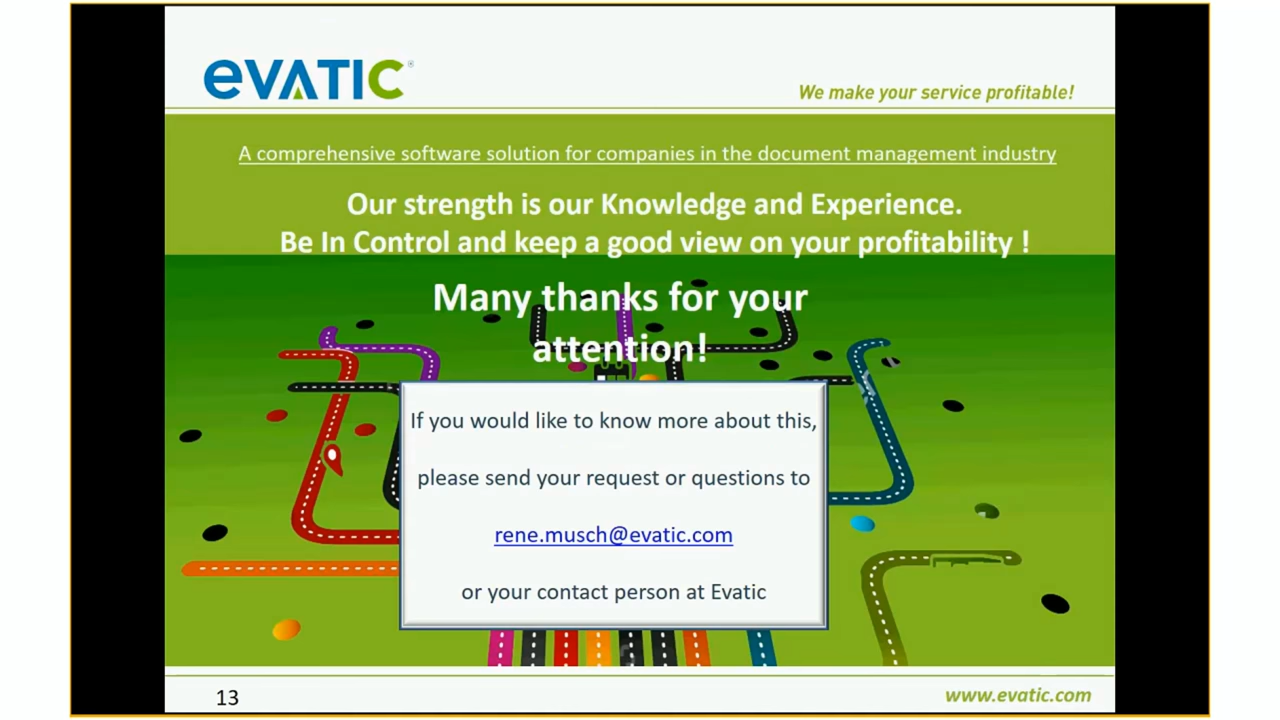 eVATIC®
We make your service profitable!
A comprehensive software solution for companies in the document management industry
Our strength is our Knowledge and Experience.
Be In Control and keep a good view on your profitability !
Many thanks for your
attention!
If you would like to know more about this,
please send your request or questions to
rene.musch@evatic.com
or your contact person at Evatic
13
www.evatic.com